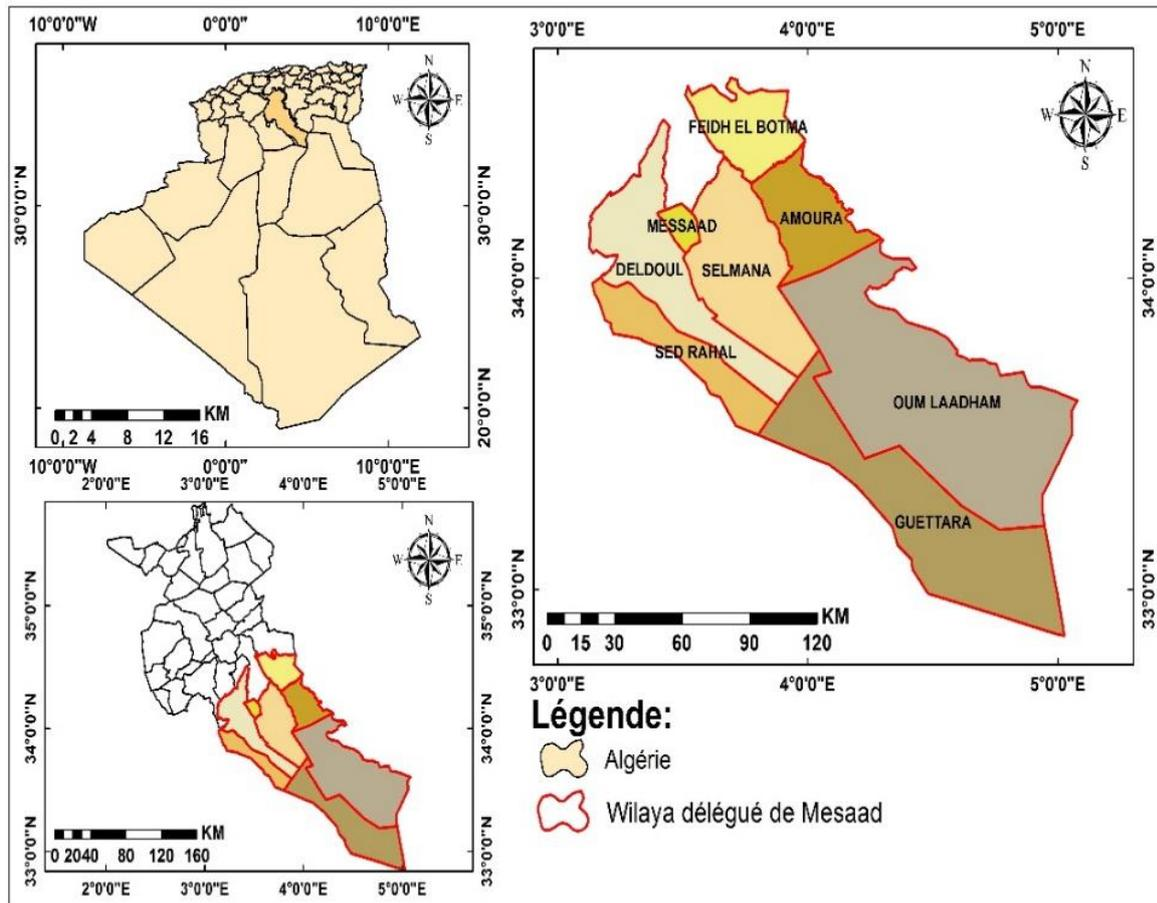 10°0'0"W 0°0'0" 10°0'0"E
N
W E
S
30°0'0"N
30°0'0"N
20°0'0"N
20°0'0"N
KM
0, 2 4 8 12 16
10°0'0"W 0°0'0" 10°0'0"E
2°0'0"E 3°0'0"E 4°0'0"E 5°0'0"E
N
W E
S
35°0'0"N
35°0'0"N
34°0'0"N
34°0'0"N
33°0'0"N
33°0'0"N
KM
0 2040 80 120 160
2°0'0"E 3°0'0"E 4°0'0"E 5°0'0"E
3°0'0"E 4°0'0"E 5°0'0"E
N
W E
S
FEIDH EL BOTMA
AMOURA
MESSAAD
DELDOUL
SELMANA
SED RAHAL
OUM LAADHAM
GUETTARA
34°0'0"N
34°0'0"N
33°0'0"N
33°0'0"N
KM
0 15 30 60 90 120
3°0'0"E 4°0'0"E 5°0'0"E
Légende:
Algérie
Wilaya délégué de Mesaad